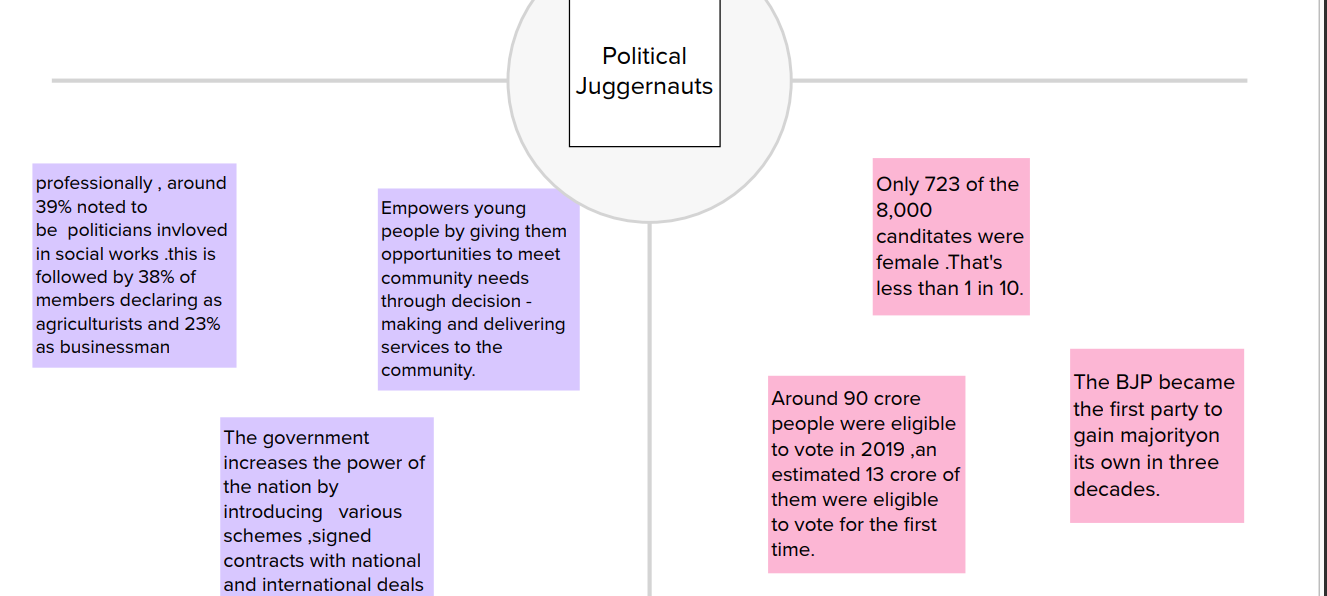 Political
Juggernauts
professionally , around
39% noted to
be  politicians invloved
in social works .this is
followed by 38% of
members declaring as
agriculturists and 23%
as businessman
Empowers young
people by giving them
opportunities to meet
community needs
through decision -
making and delivering
services to the
community.
The government
increases the power of
the nation by
introducing   various
schemes ,signed
contracts with national
and international deals
Only 723 of the
8,000
canditates were
female .That's
less than 1 in 10.
Around 90 crore
people were eligible
to vote in 2019 ,an
estimated 13 crore of
them were eligible
to vote for the first
time.
The BJP became
the first party to
gain majorityon
its own in three
decades.